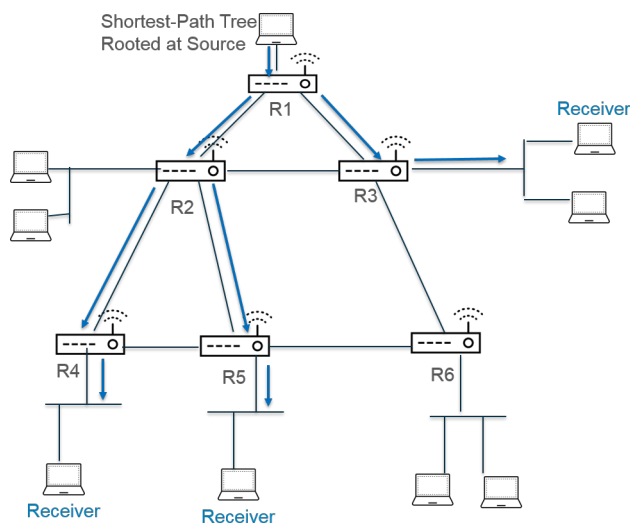 Shortest-Path Tree
Rooted at Source
R1
Receiver
R2
R3
R4
R5
R6
Receiver
Receiver